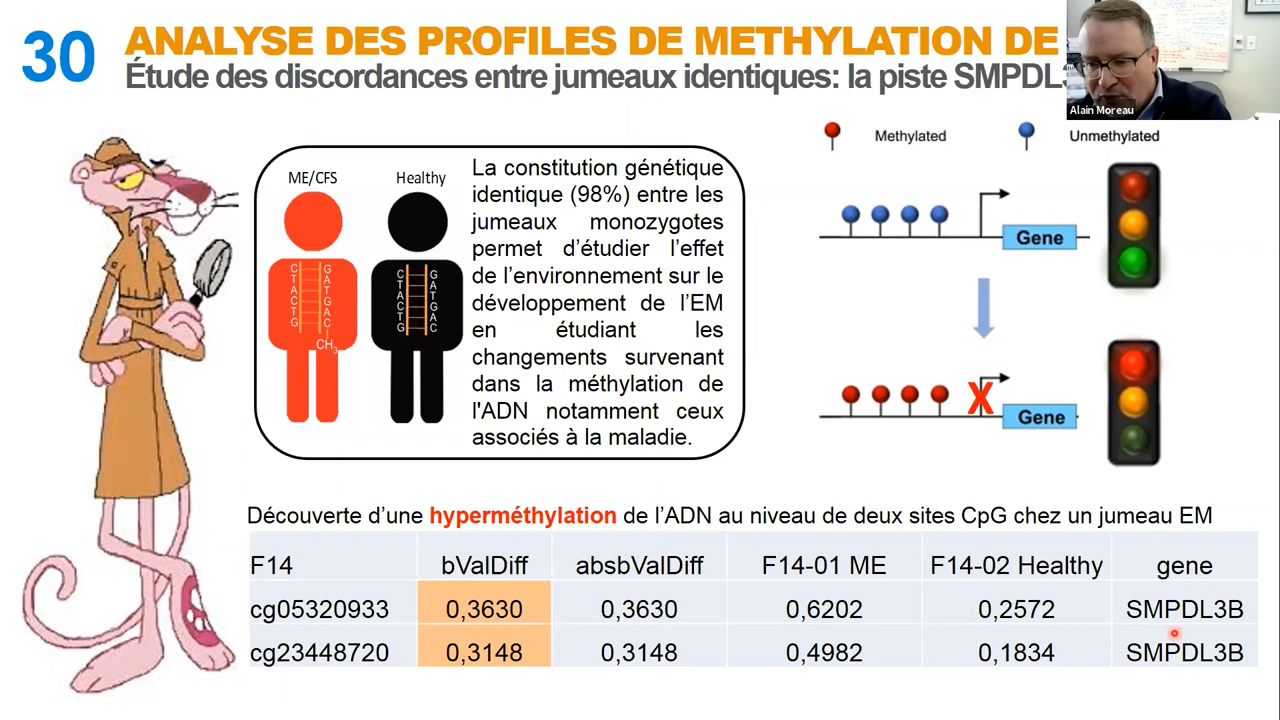 30
ANALYSE DES PROFILES DE METHYLATION DE
Étude des discordances entre jumeaux identiques: la piste SMPDL
Alain Moreau
ME/CFS
Healthy
C
T
A
C
T
G
G
A
T
G
A
C
CH3
C
T
A
C
T
G
G
A
T
G
A
C
La constitution génétique
identique (98%) entre les
jumeaux monozygotes
permet d'étudier l'effet
de l'environnement sur le
développement de l'EM
en étudiant les
changements survenant
dans la méthylation de
l'ADN notamment ceux
associés à la maladie.
Methylated
Unmethylated
Gene
X
Gene
Découverte d'une hyperméthylation de l'ADN au niveau de deux sites CpG chez un jumeau EM
F14 bValDiff absbValDiff F14-01 ME F14-02 Healthy gene
cg05320933 0,3630 0,3630 0,6202 0,2572 SMPDL3B
cg23448720 0,3148 0,3148 0,4982 0,1834 SMPDL3B